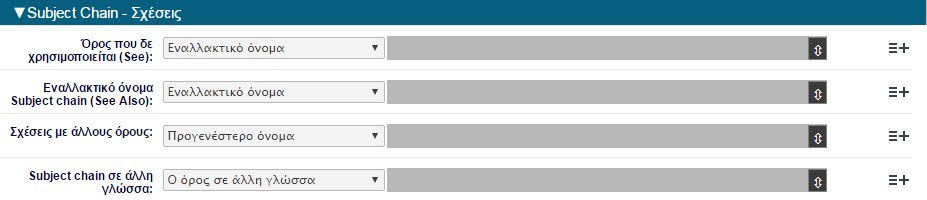 ▼Subject Chain - Σχέσεις
Όρος που δε
χρησιμοποιείται (See):
Εναλλακτικό όνομα
Εναλλακτικό όνομα
Subject chain (See Also):
Εναλλακτικό όνομα
Σχέσεις με άλλους όρους:
Προγενέστερο όνομα
Subject chain σε άλλη
γλώσσα:
Ο όρος σε άλλη γλώσσα